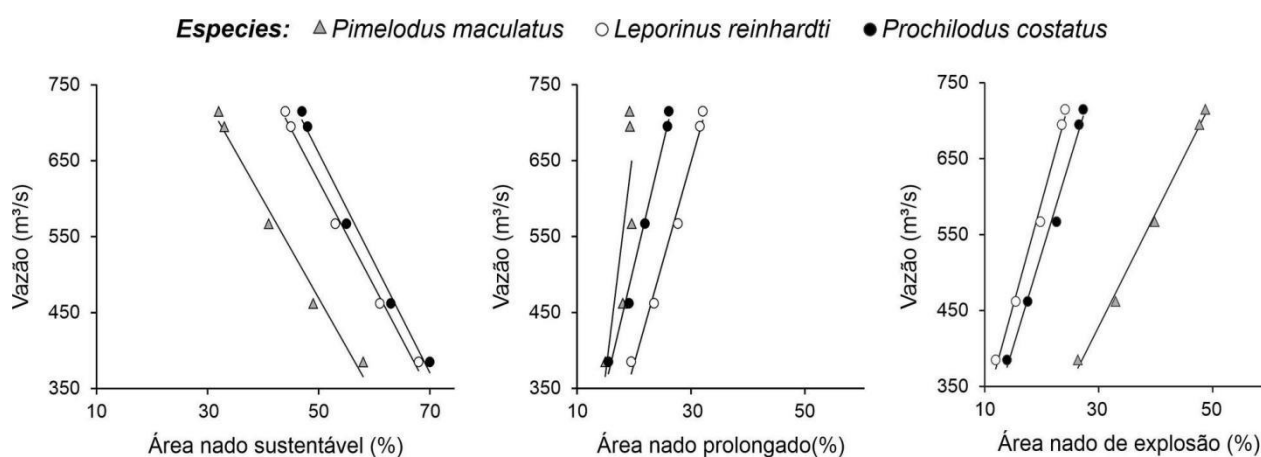 Especies: Pimelodus maculatus Leporinus reinhardti Prochilodus costatus
Vazão (m³/s)
750
650
550
450
350
10 30 50 70
Área nado sustentável (%)
Vazão (m³/s)
750
650
550
450
350
10 30 50
Área nado prolongado(%)
Vazão (m³/s)
750
650
550
450
350
10 30 50
Área nado de explosão (%)